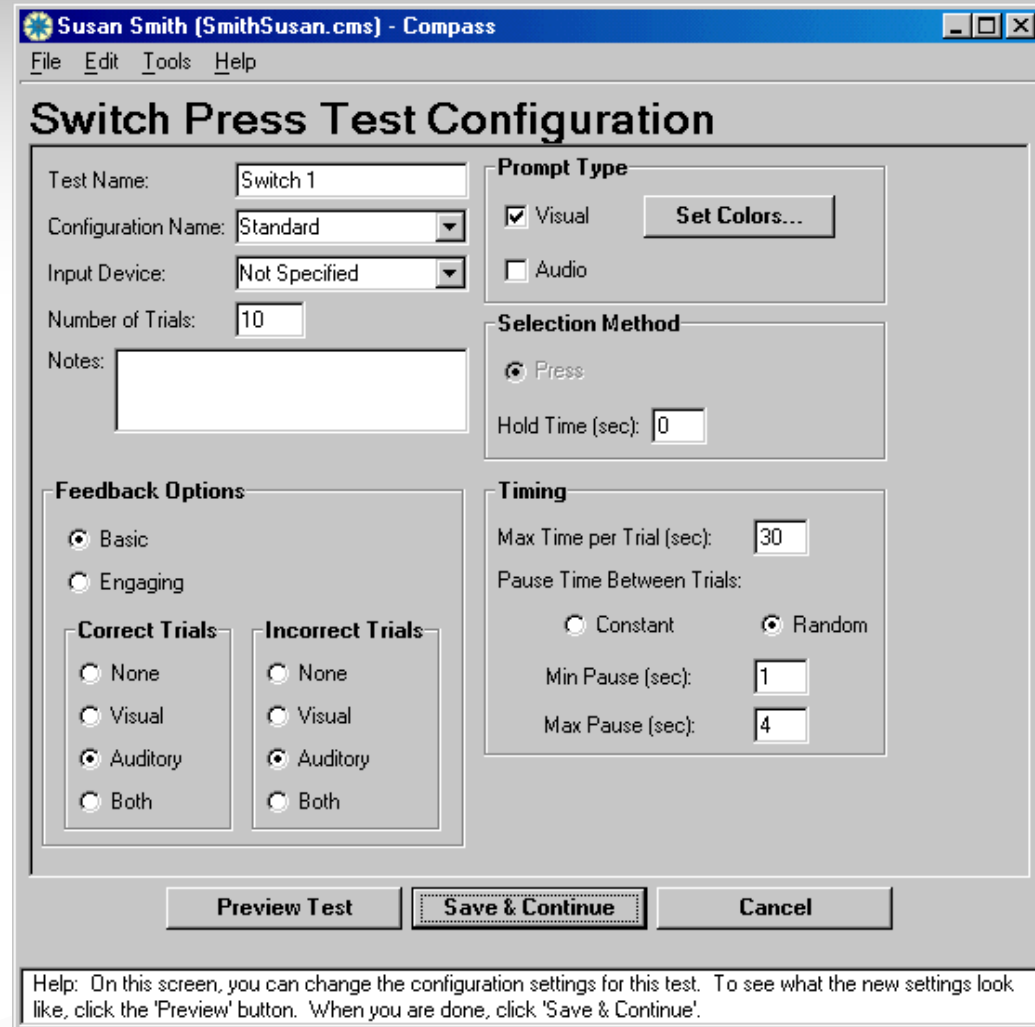 Susan Smith (SmithSusan.cms) - Compass
File Edit Tools Help
Switch Press Test Configuration
Test Name: Switch 1
Configuration Name: Standard
Input Device: Not Specified
Number of Trials: 10
Notes:
Prompt Type
Visual Set Colors...
Audio
Selection Method
Press
Hold Time (sec): 0
Feedback Options
Basic
Engaging
Correct Trials
None
Visual
Auditory
Both
Incorrect Trials
None
Visual
Auditory
Both
Timing
Max Time per Trial (sec): 30
Pause Time Between Trials:
Constant Random
Min Pause (sec): 1
Max Pause (sec): 4
Preview Test Save & Continue Cancel
Help: On this screen, you can change the configuration settings for this test. To see what the new settings look
like, click the 'Preview' button. When you are done, click 'Save & Continue'.